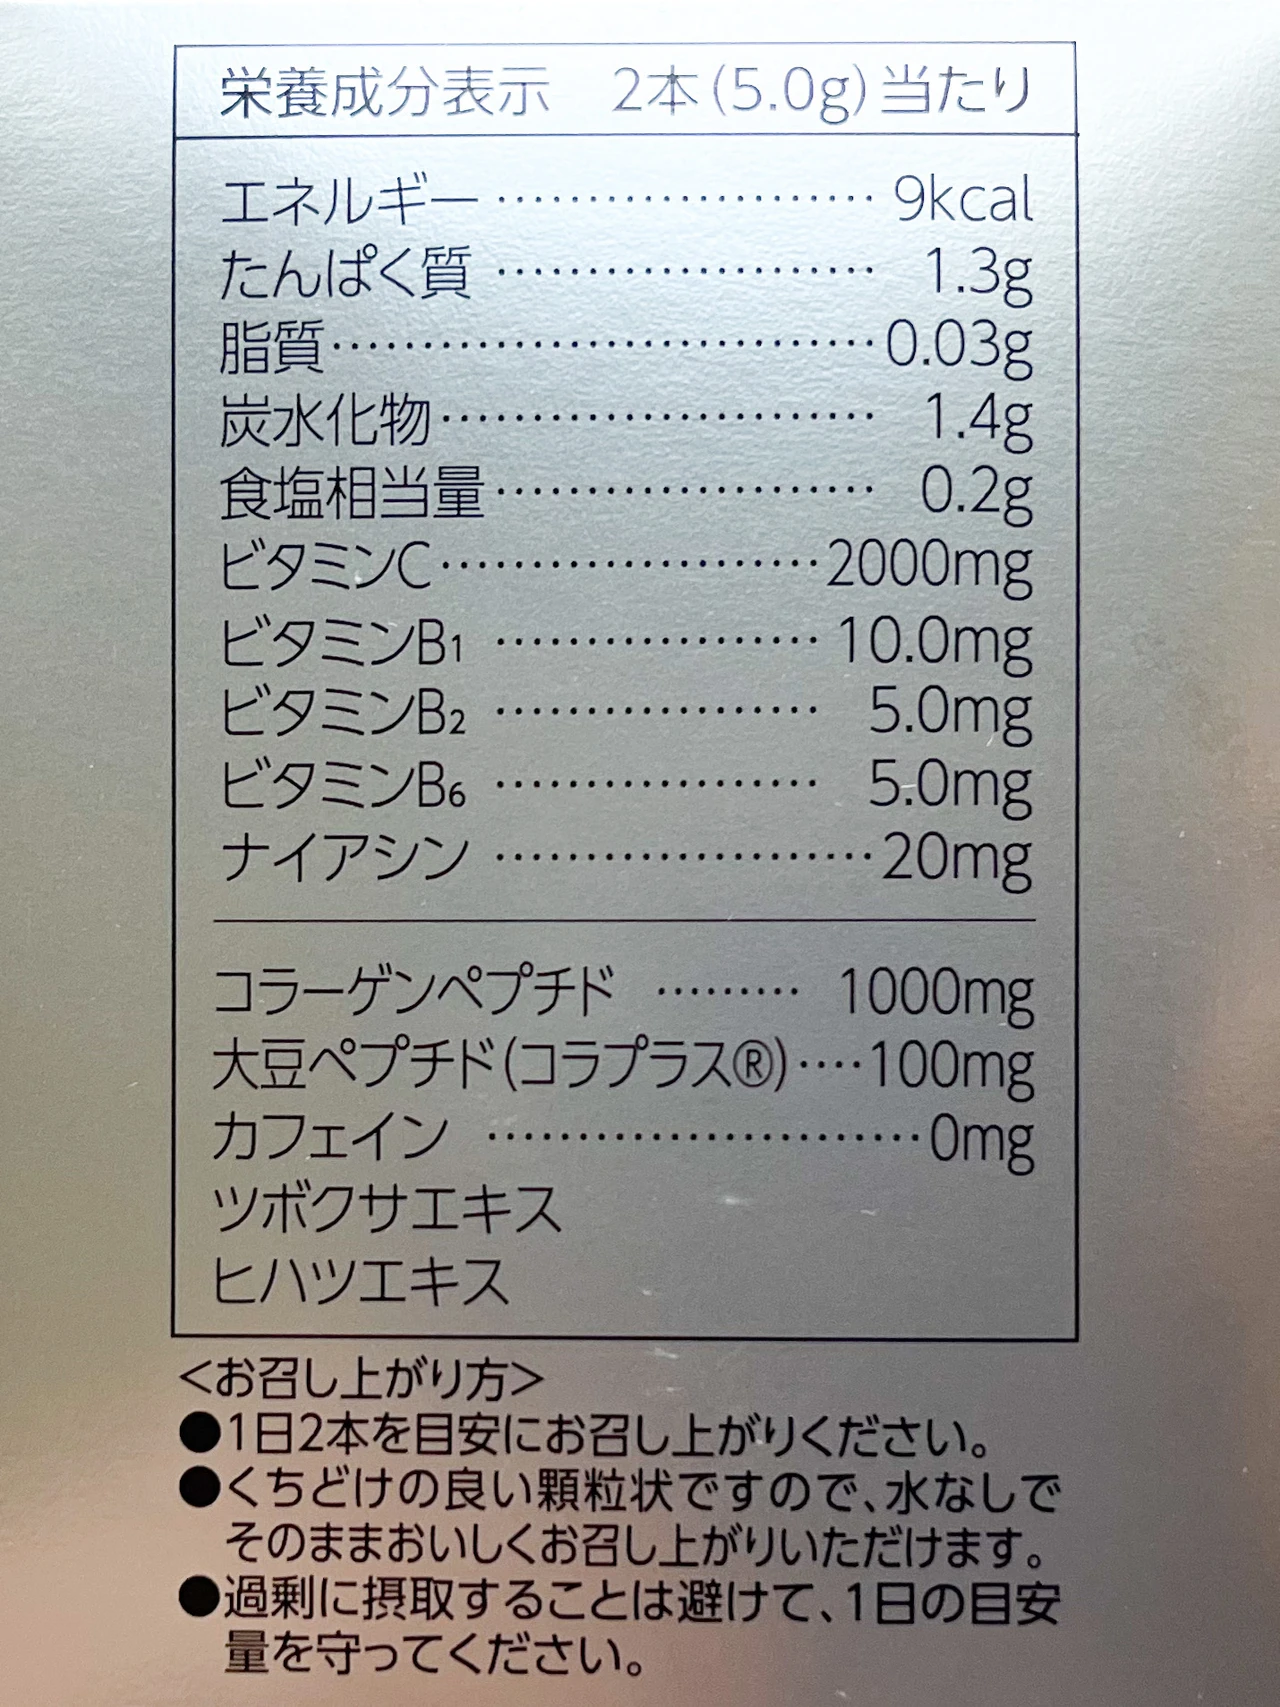 栄養成分表示 2本(5.0g)当たり
エネルギー…………………9kcal
たんぱく質…………………1.3g
脂質…………………………0.03g
炭水化物……………………1.4g
食塩相当量…………………0.2g
ビタミンC…………………2000mg
ビタミンB1………………10.0mg
ビタミンB2………………5.0mg
ビタミンB6………………5.0mg
ナイアシン…………………20mg
コラーゲンペプチド………1000mg
大豆ペプチド(コラプラス®)‥‥100mg
カフェイン……………………0mg
ツボクサエキス
ヒハツエキス
<お召し上がり方>
●1日2本を目安にお召し上がりください。
●くちどけの良い顆粒状ですので、水なしで
そのままおいしくお召し上がりいただけます。
●過剰に摂取することは避けて、1日の目安
量を守ってください。